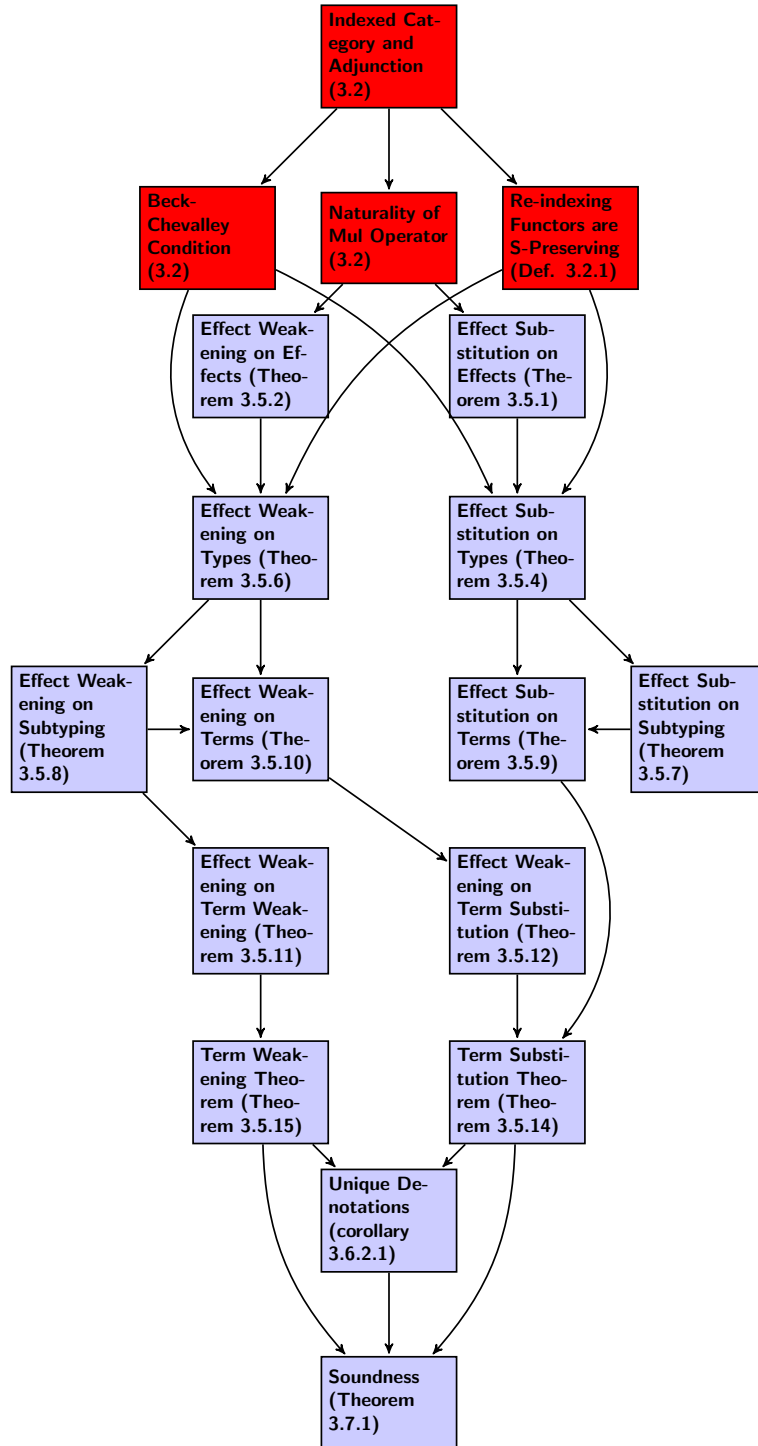 Indexed Cat-
egory and
Adjunction
(3.2)
Beck-
Chevalley
Condition
(3.2)
Naturality of
Mul Operator
(3.2)
Re-indexing
Functors are
S-Preserving
(Def. 3.2.1)
Effect Weak-
ening on Ef-
fects (Theo-
rem 3.5.2)
Effect Sub-
stitution on
Effects (The-
orem 3.5.1)
Effect Weak-
ening on
Types (Theo-
rem 3.5.6)
Effect Sub-
stitution on
Types (Theo-
rem 3.5.4)
Effect Weak-
ening on
Subtyping
(Theorem
3.5.8)
Effect Weak-
ening on
Terms (The-
orem 3.5.10)
Effect Sub-
stitution on
Terms (The-
orem 3.5.9)
Effect Sub-
stitution on
Subtyping
(Theorem
3.5.7)
Effect Weak-
ening on
Term Weak-
ening (Theo-
rem 3.5.11)
Effect Weak-
ening on
Term Substi-
tution (Theo-
rem 3.5.12)
Term Weak-
ening Theo-
rem (Theo-
rem 3.5.15)
Term Substi-
tution Theo-
rem (Theo-
rem 3.5.14)
Unique De-
notations
(corollary
3.6.2.1)
Soundness
(Theorem
3.7.1)